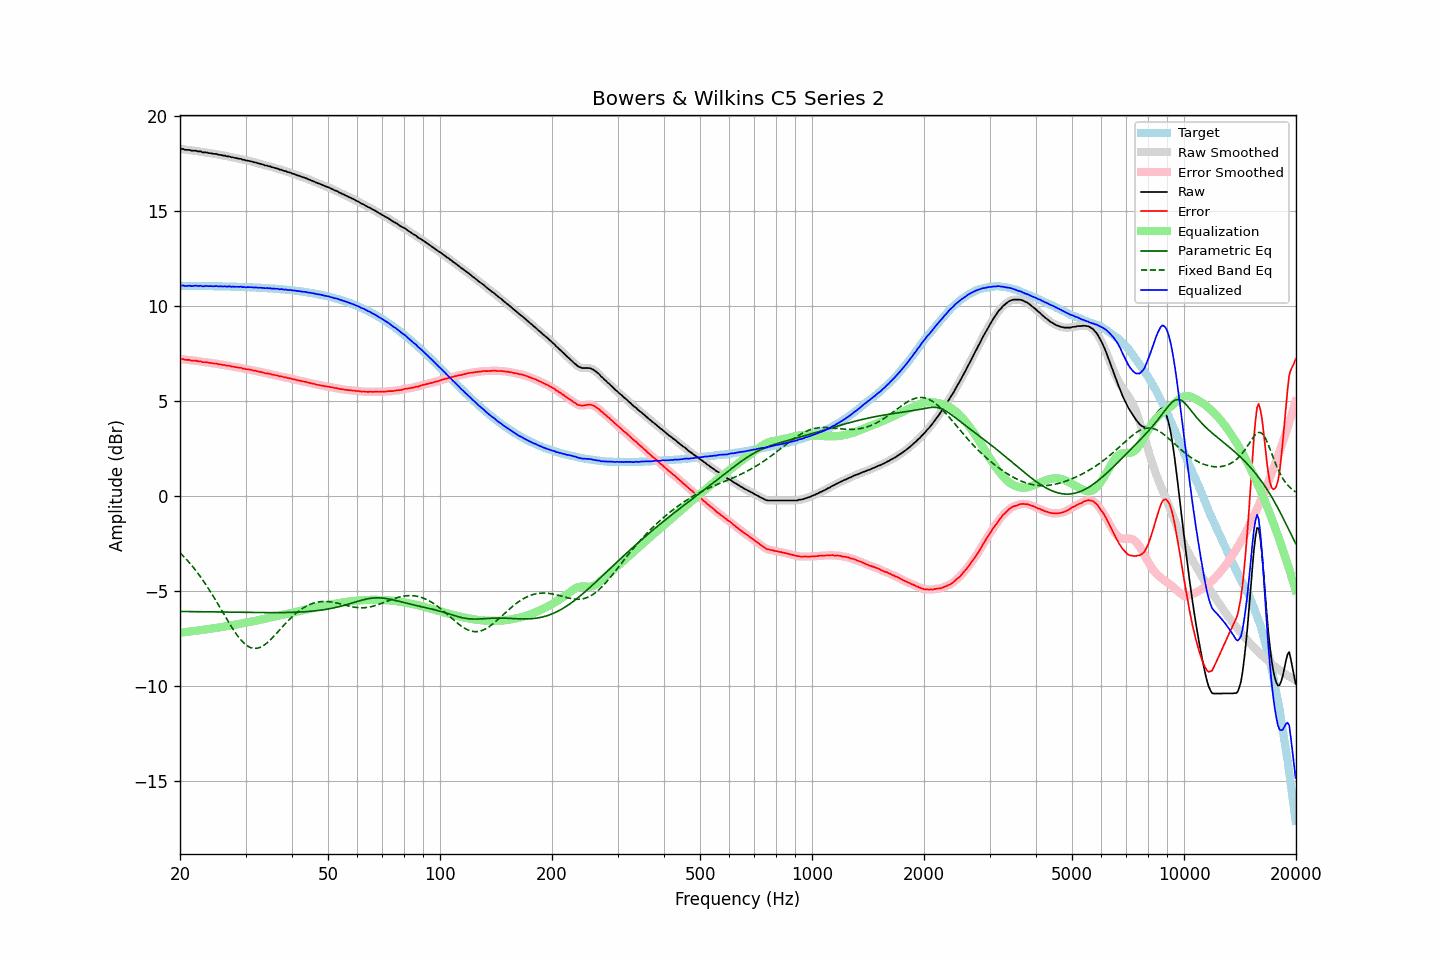 Bowers & Wilkins C5 Series 2
Amplitude (dBr)
20
15
10
5
0
−5
−10
−15
Target
Raw Smoothed
Error Smoothed
Raw
Error
Equalization
Parametric Eq
Fixed Band Eq
Equalized
20 50 100 200 500 1000 2000 5000 10000 20000
Frequency (Hz)